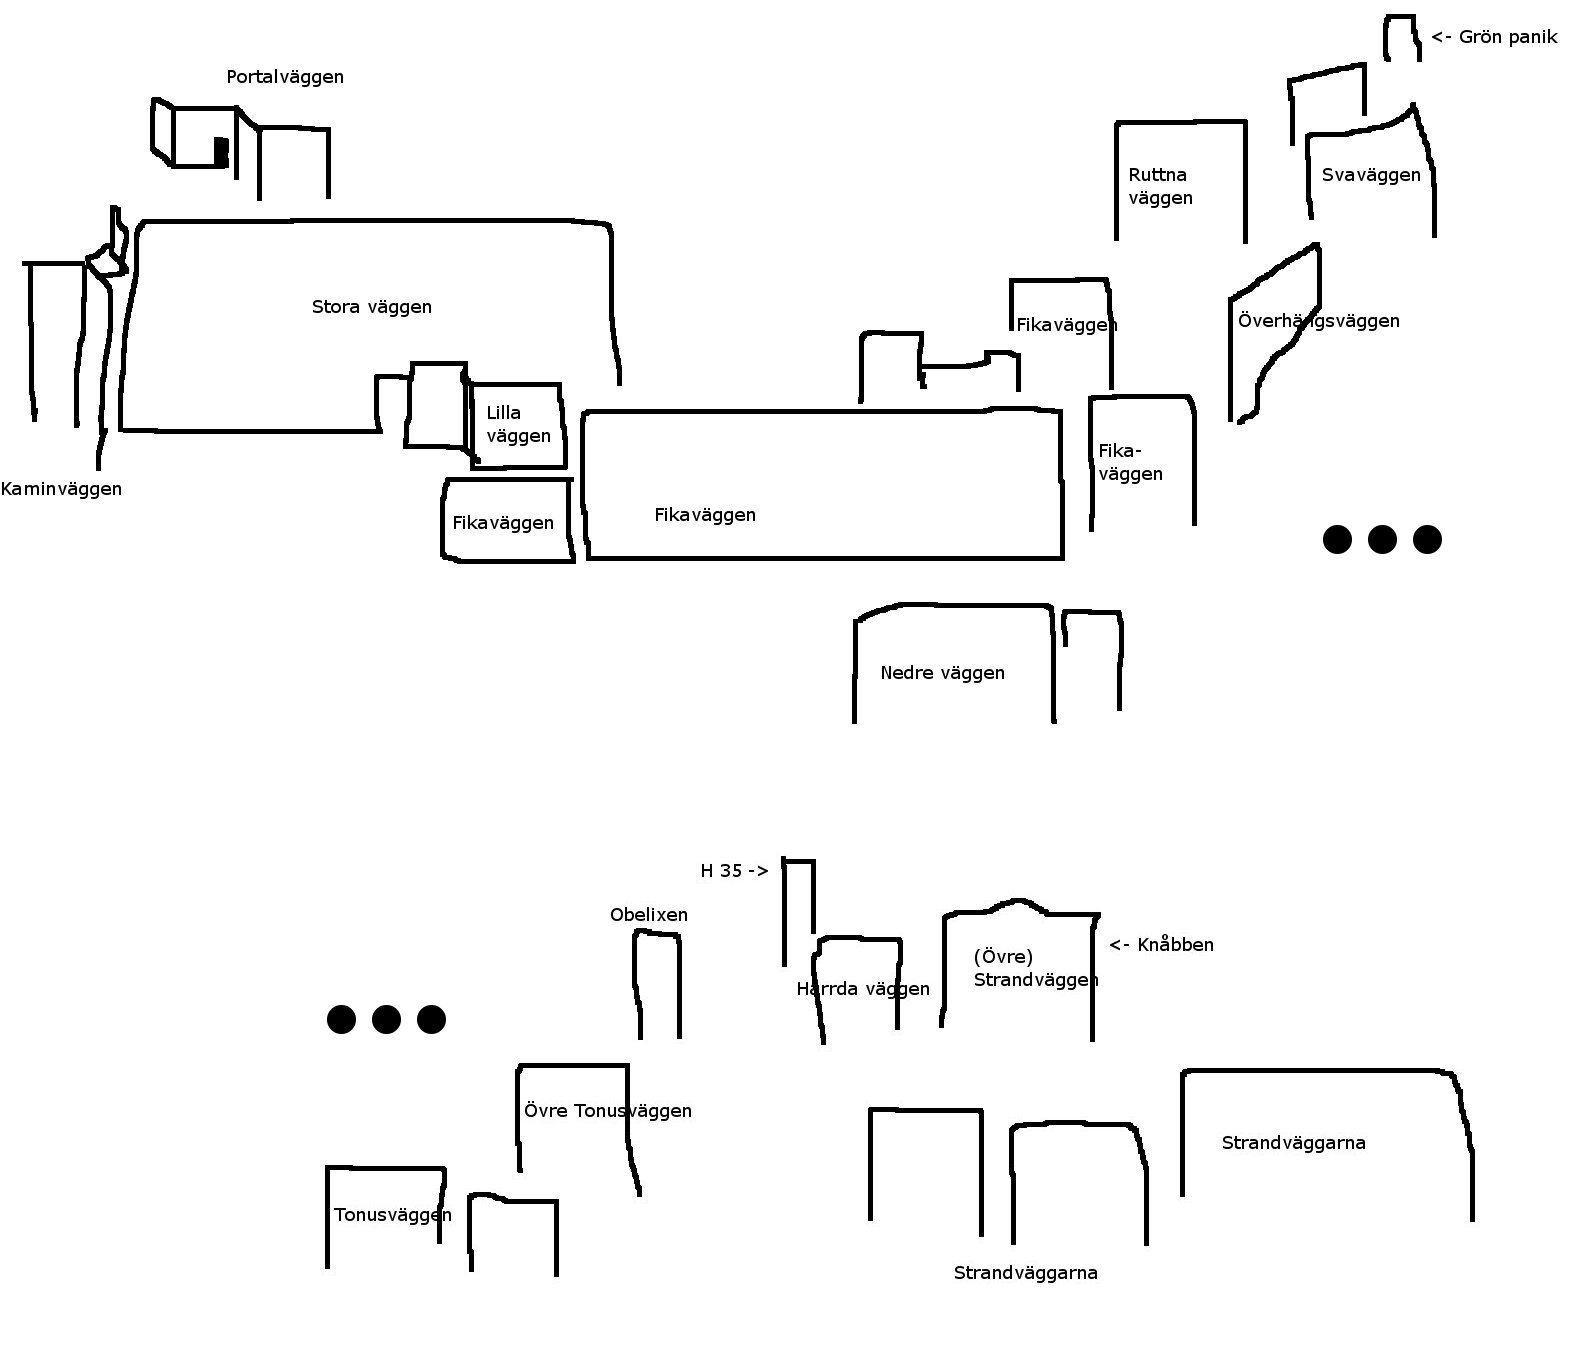 <- Grön panik
Portalväggen
Ruttna
väggen
Svaväggen
Stora väggen
Fikaväggen
Överhängsväggen
Lilla
väggen
Fika-
väggen
Kaminväggen
Fikaväggen
Fikaväggen
Nedre väggen
H 35 ->
Obelixen
<- Knåbben
(Övre)
Strandväggen
Hårrda väggen
Övre Tonusväggen
Strandväggarna
Tonusväggen
Strandväggarna